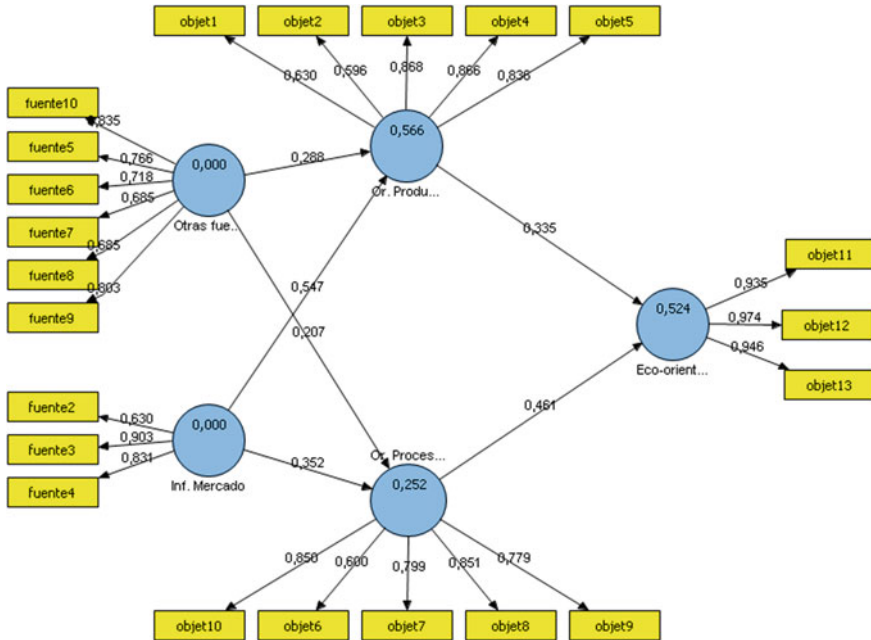 objet1 objet2 objet3 objet4 objet5
0,630 0,596 0,868 0,866 0,836
fuente10
fuente5
fuente6
fuente7
fuente8
fuente9
0,335
0,766
0,718
0,685
0,685
0,803
0,000
Otras fue..
0,288
0,566
Or. Produ...
0,547
0,207
0,335
fuente2
fuente3
fuente4
0,630
0,903
0,831
0,000
Inf. Mercado
0,352
Or. Proces...
0,252
0,461
0,524
Eco-orient...
0,935
0,974
0,946
objet11
objet12
objet13
0,850 0,600 0,799 0,851 0,779
objet10 objet6 objet7 objet8 objet9